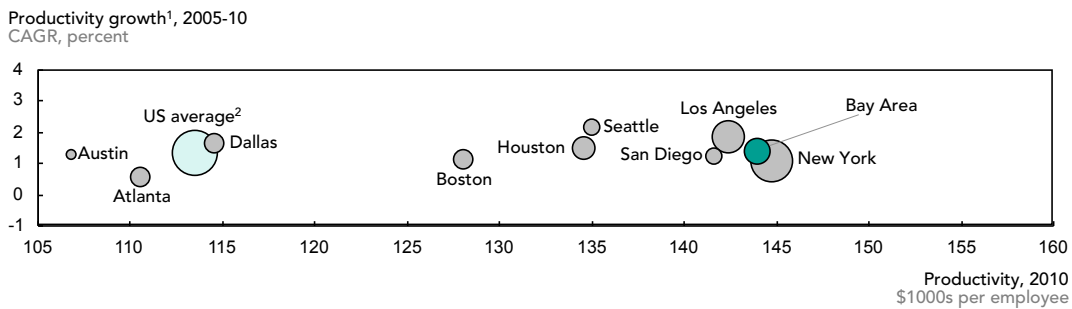 Productivity growth¹, 2005-10
CAGR, percent
4
3
2
1
0
-1
US average²
Dallas
Austin
Atlanta
Boston
Seattle
Houston
Los Angeles
San Diego
Bay Area
New York
105 110 115 120 125 130 135 140 145 150 155 160
Productivity, 2010
$1000s per employee